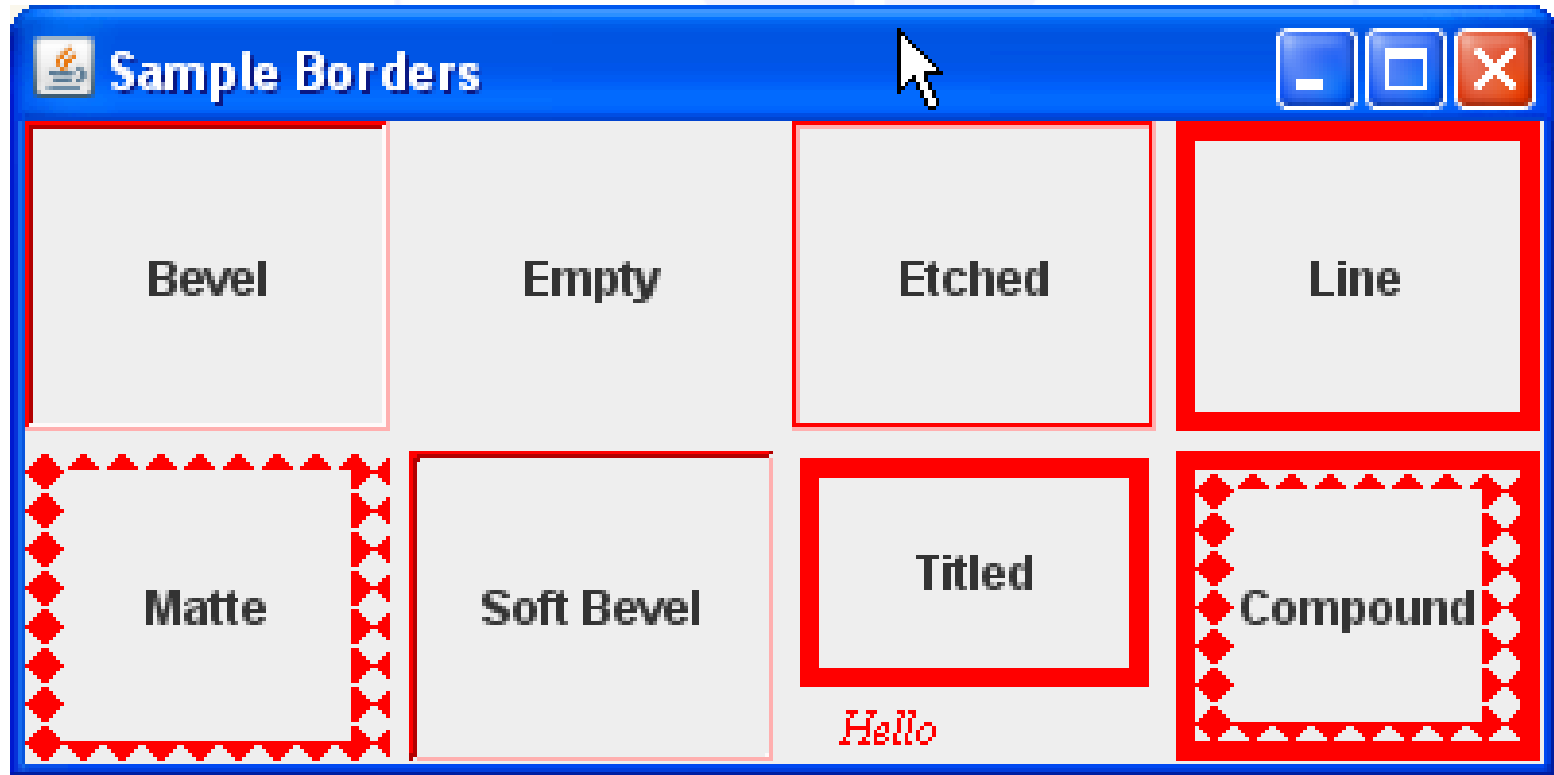 Sample Borders
Bevel
Empty
Etched
Line
Matte
Soft Bevel
Titled
Compound
Hello